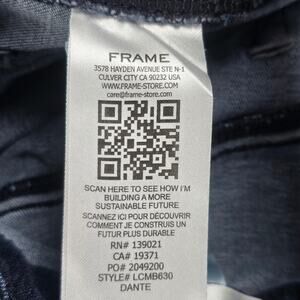 FRAME
3578 HAYDEN AVENUE STE N-1
CULVER CITY CA 90232 USA
WWW.FRAME-STORE.COM
care@frame-store.com
SCAN HERE TO SEE HOW I'M
BUILDING A MORE
SUSTAINABLE FUTURE
SCANNEZ ICI POUR DÉCOUVRIR
COMMENT JE CONSTRUIS UN
FUTUR PLUS DURABLE
RN# 139021
CA# 19371
PO# 2049200
STYLE# LCMB630
DANTE